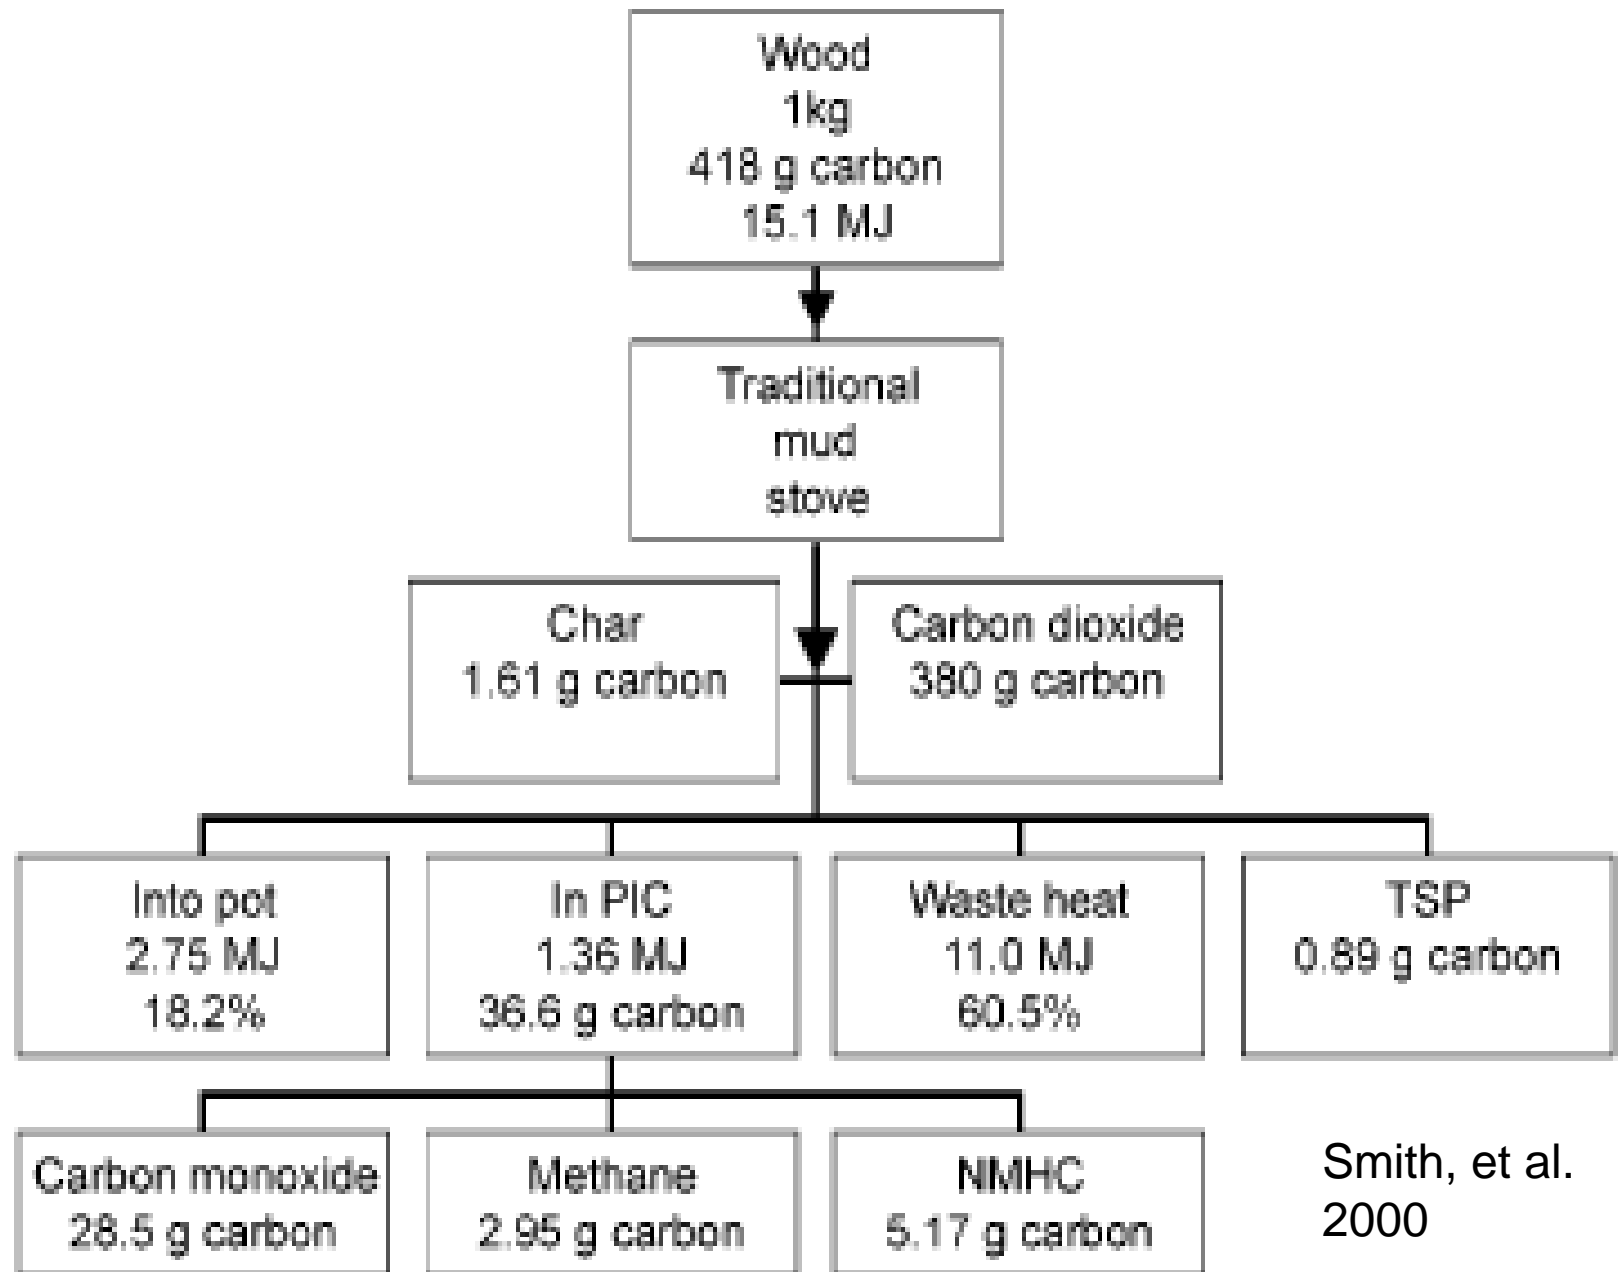 Wood
1kg
418 g carbon
15.1 MJ
Traditional
mud
stove
Char
1.61 g carbon
Carbon dioxide
380 g carbon
Into pot
2.75 MJ
18.2%
In PIC
1.36 MJ
36.6 g carbon
Waste heat
11.0 MJ
60.5%
TSP
0.89 g carbon
Carbon monoxide
28.5 g carbon
Methane
2.95 g carbon
NMHC
5.17 g carbon
Smith, et al.
2000